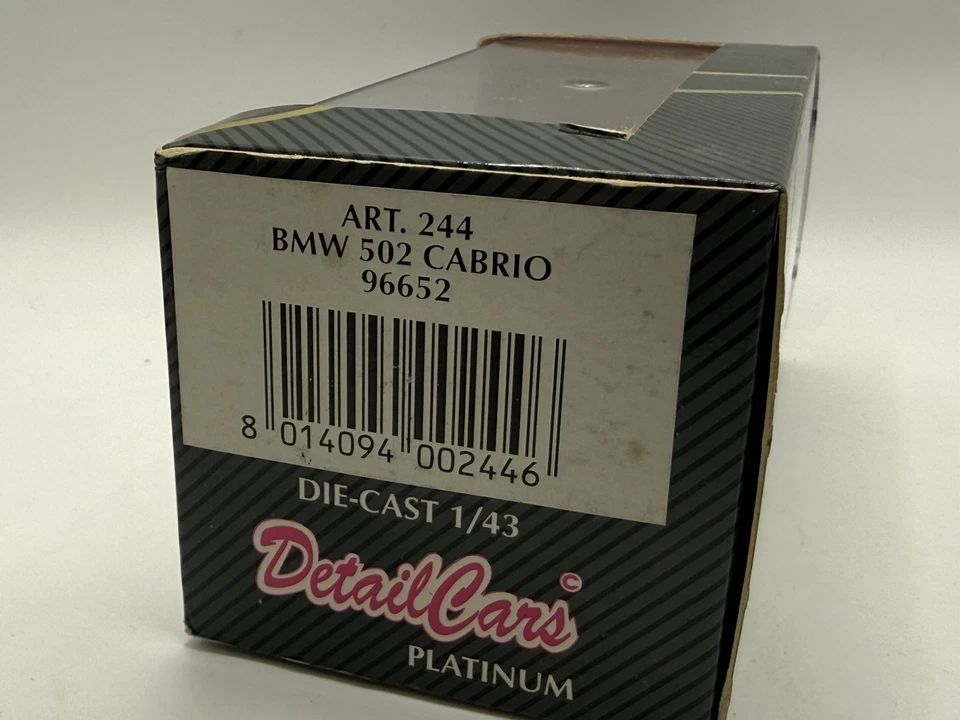 ART. 244
BMW 502 CABRIO
96652
8 014094 002446
DIE-CAST 1/43
DetailCars ©
PLATINUM